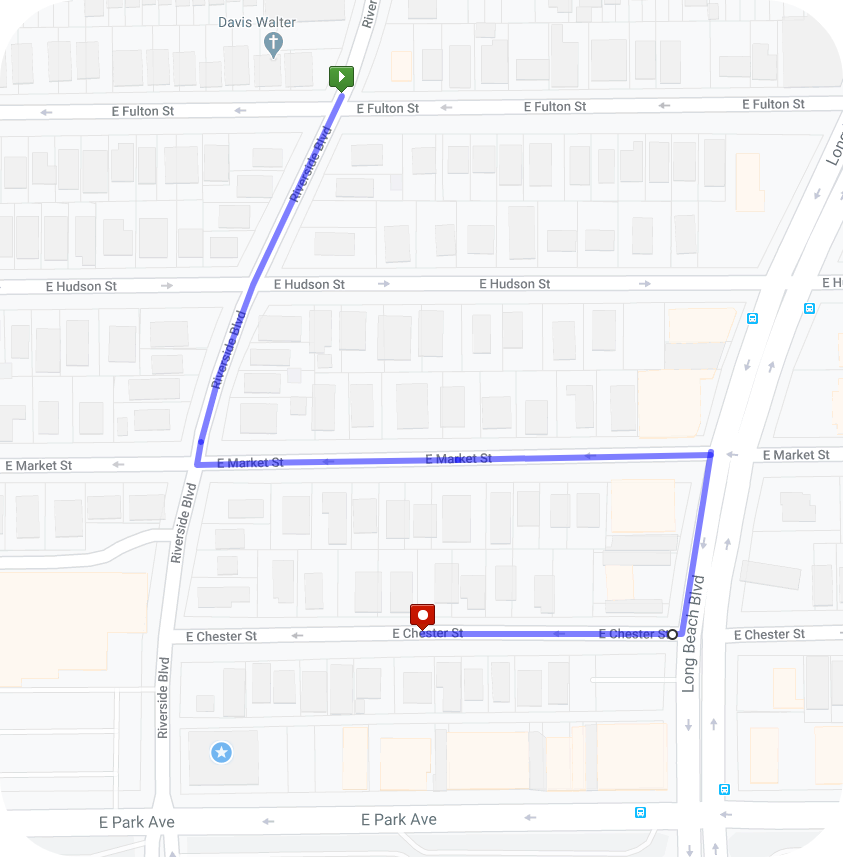 River
Davis Walter
E Fulton St
E Fulton St
E Fulton St
E Fulton St
Long
Riverside Blvd
E Hudson St
E Hudson St
E Hudson St
E H
Riverside Blvd
E Market St
E Market St
E Market St
E Market St
Riverside Blvd
Long Beach Blvd
E Chester St
E Chester St
E Chester St
E Chester St
Riverside Blvd
E Park Ave
E Park Ave